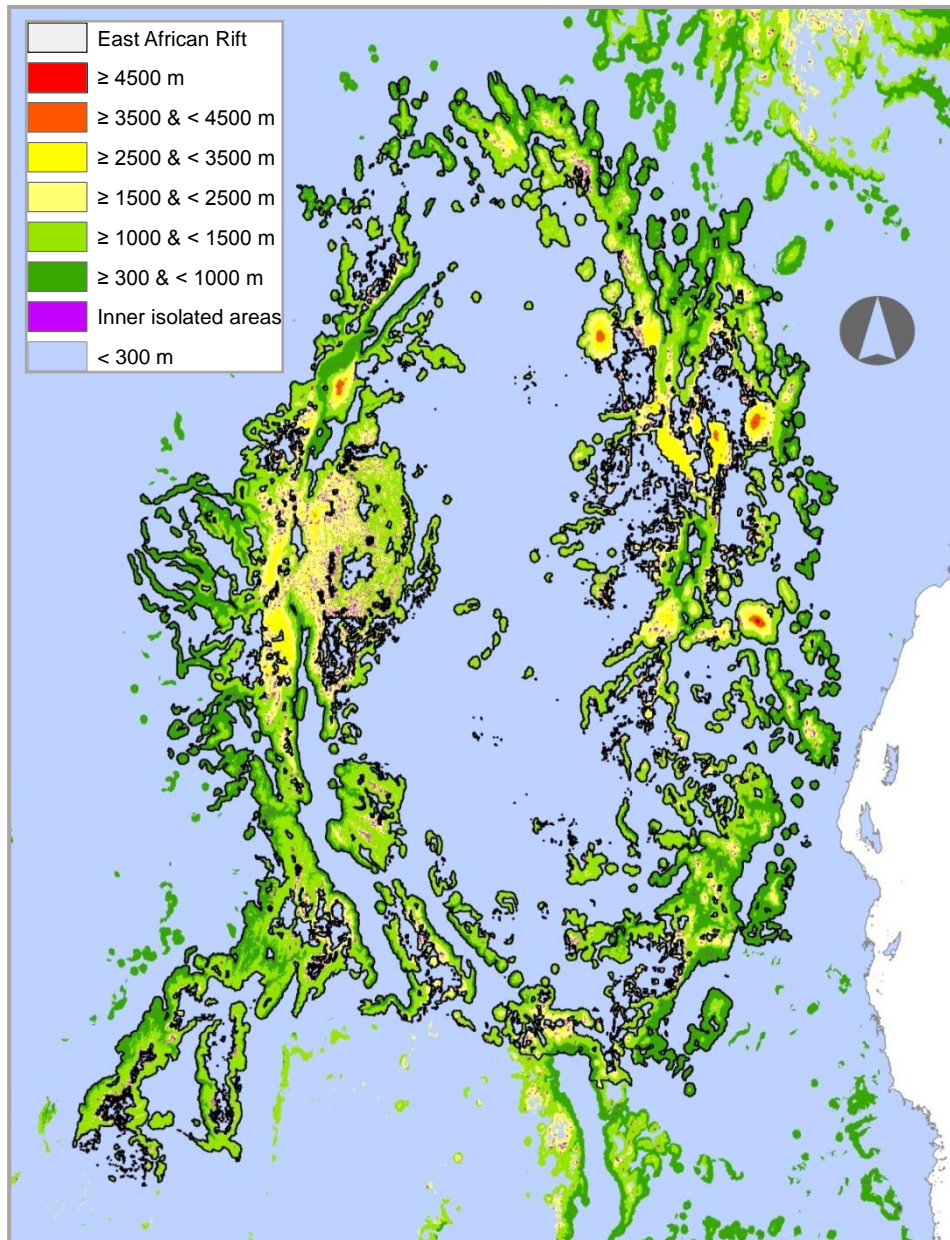 East African Rift
≥ 4500 m
≥ 3500 & < 4500 m
≥ 2500 & < 3500 m
≥ 1500 & < 2500 m
≥ 1000 & < 1500 m
≥ 300 & < 1000 m
Inner isolated areas
< 300 m